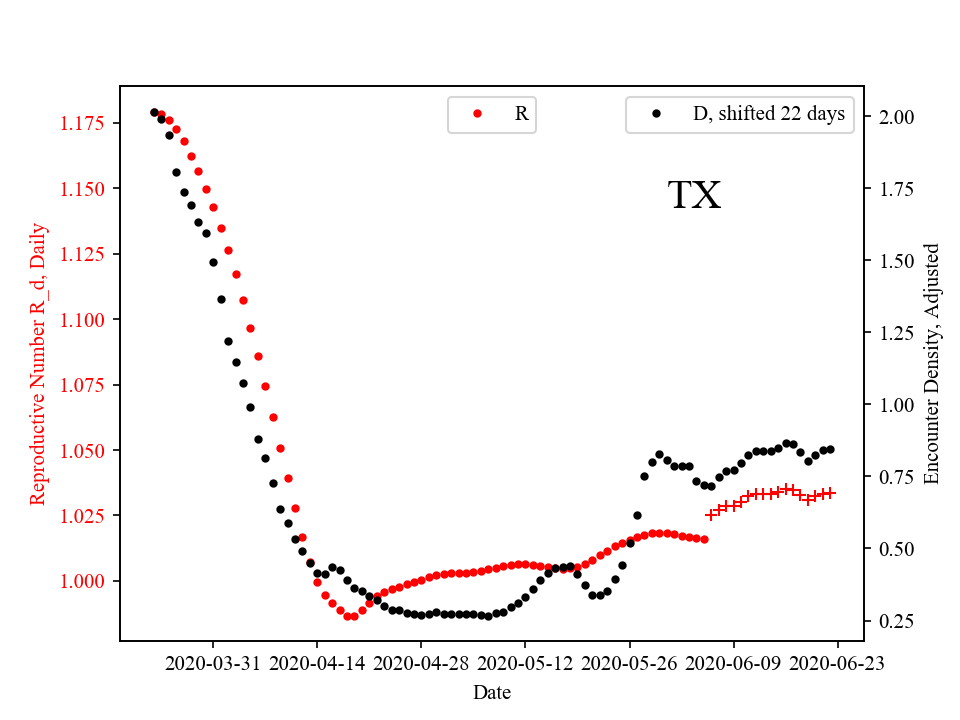 R
D, shifted 22 days
TX
Reproductive Number R_d, Daily
1.175
1.150
1.125
1.100
1.075
1.050
1.025
1.000
2.00
1.75
1.50
1.25
1.00
0.75
0.50
0.25
Encounter Density, Adjusted
2020-03-31 2020-04-14 2020-04-28 2020-05-12 2020-05-26 2020-06-09 2020-06-23
Date